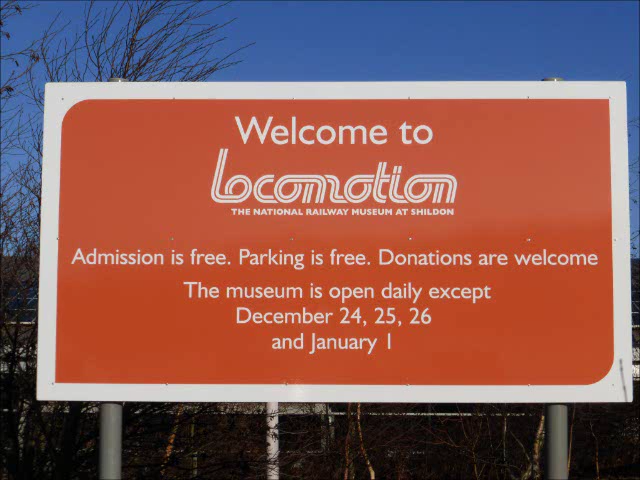 Welcome to
Locomotion
THE NATIONAL RAILWAY MUSEUM AT SHILDON
Admission is free. Parking is free. Donations are welcome
The museum is open daily except
December 24, 25, 26
and January 1